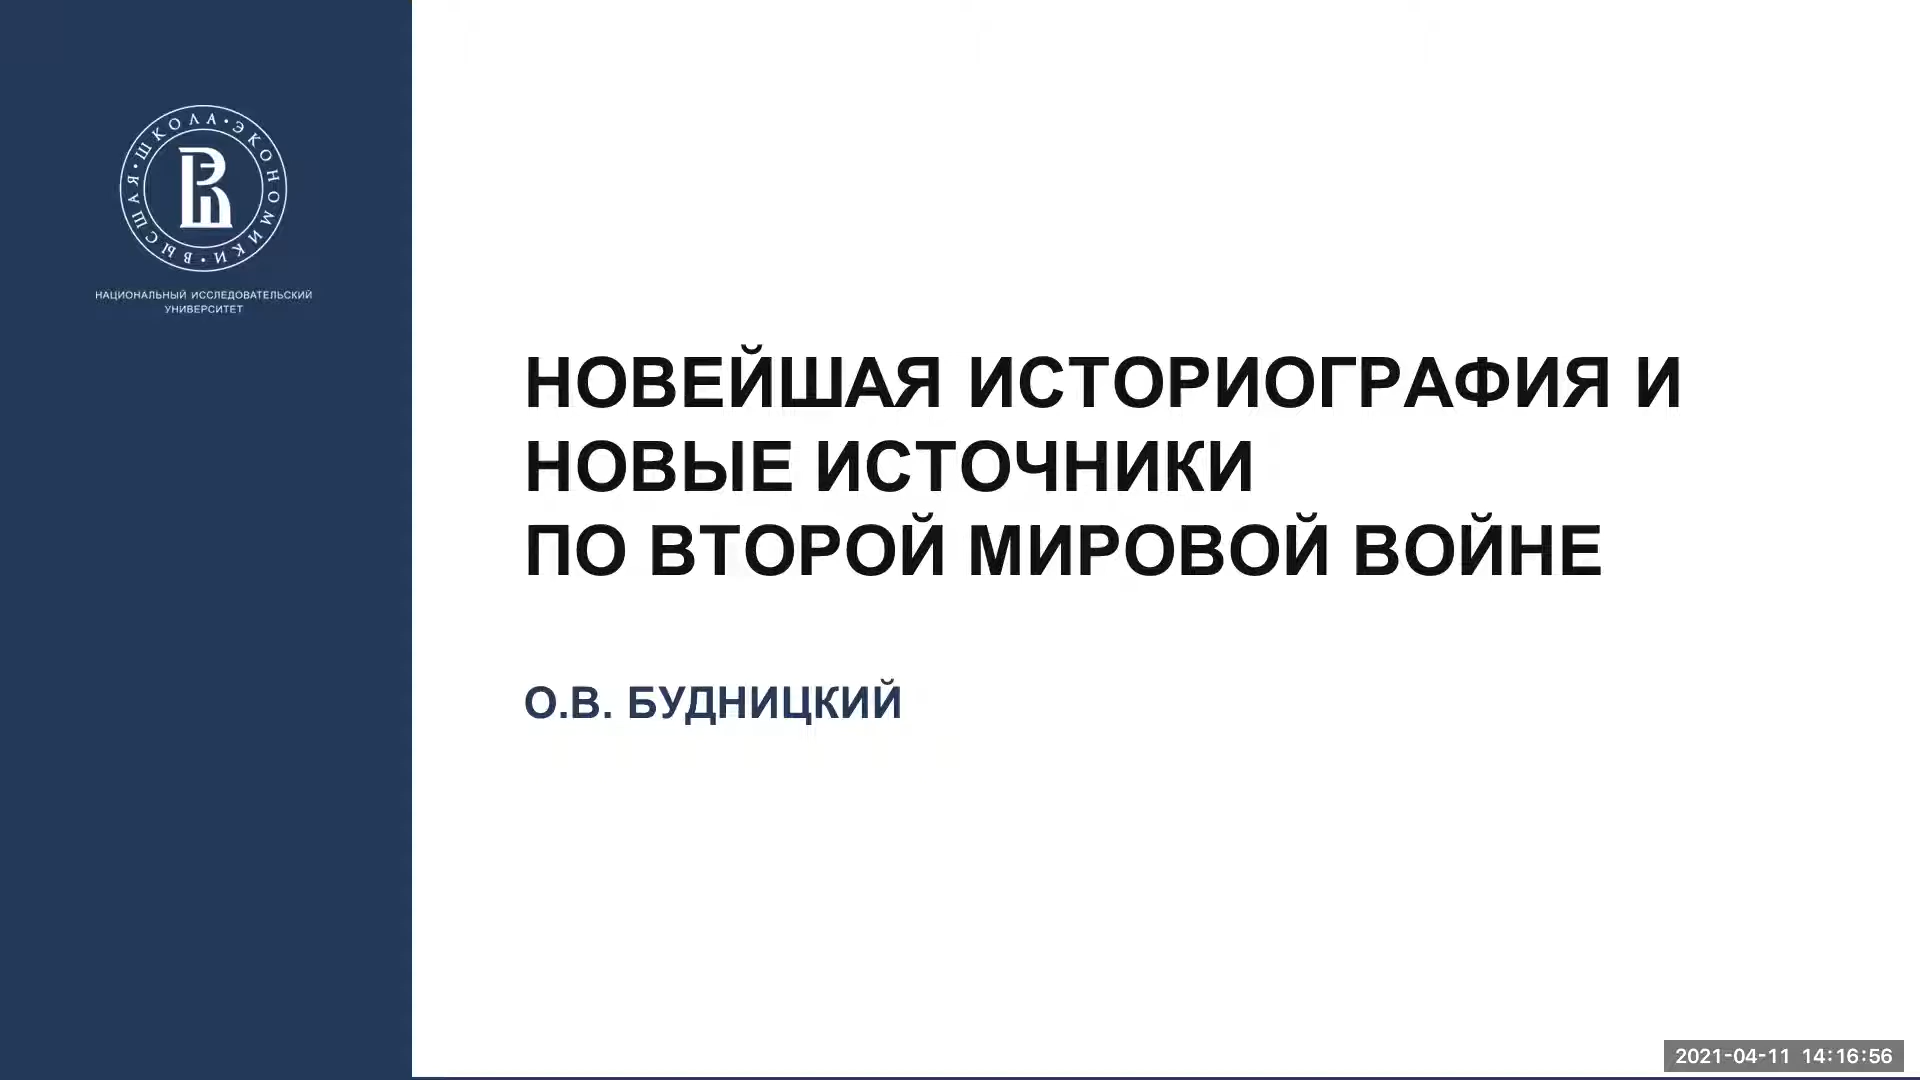 ВЫСШАЯ • ШКОЛА • ЭКОНОМИКИ •
НАЦИОНАЛЬНЫЙ ИССЛЕДОВАТЕЛЬСКИЙ
УНИВЕРСИТЕТ
НОВЕЙШАЯ ИСТОРИОГРАФИЯ И
НОВЫЕ ИСТОЧНИКИ
ПО ВТОРОЙ МИРОВОЙ ВОЙНЕ
О.В. БУДНИЦКИЙ
2021-04-11 14:16:56